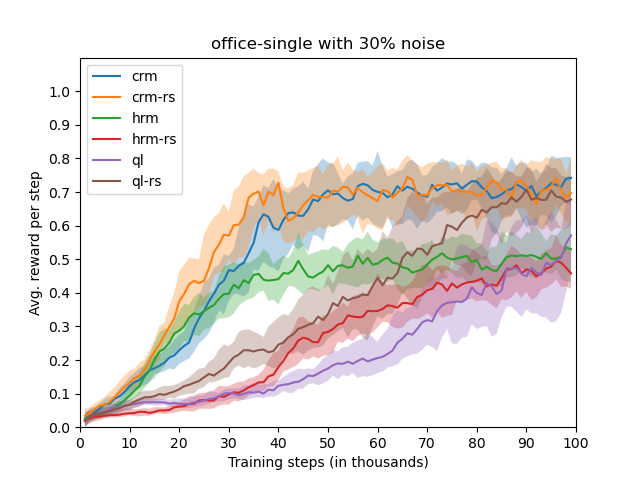 office-single with 30% noise
crm
crm-rs
hrm
hrm-rs
ql
ql-rs
Avg. reward per step
1.0
0.9
0.8
0.7
0.6
0.5
0.4
0.3
0.2
0.1
0.0
0 10 20 30 40 50 60 70 80 90 100
Training steps (in thousands)